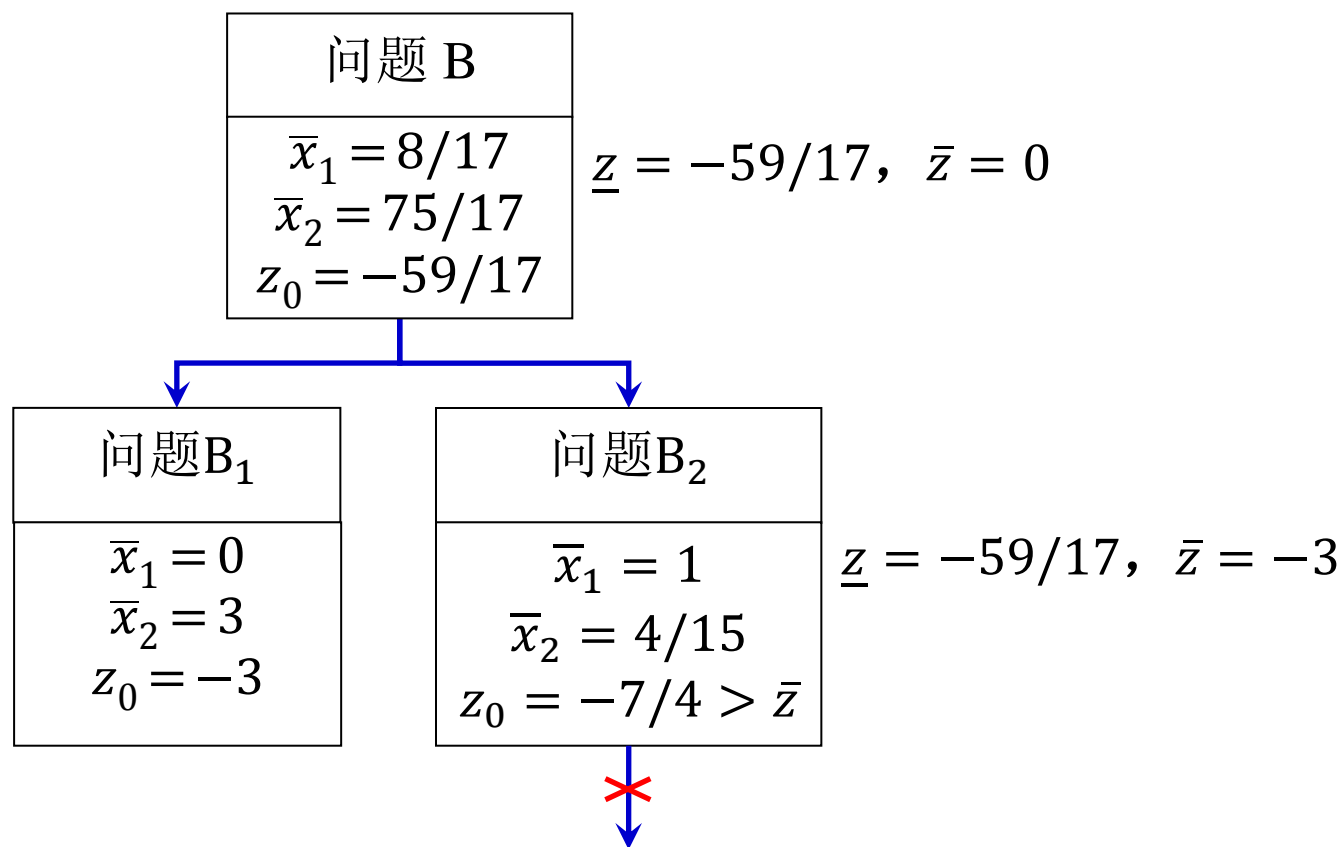 问题 B
x̅₁ = 8/17
x̅₂ = 75/17
z₀ = −59/17
z̲ = −59/17，z̅ = 0
问题B₁
x̅₁ = 0
x̅₂ = 3
z₀ = −3
问题B₂
x̅₁ = 1
x̅₂ = 4/15
z₀ = −7/4 > z̅
z̲ = −59/17，z̅ = −3